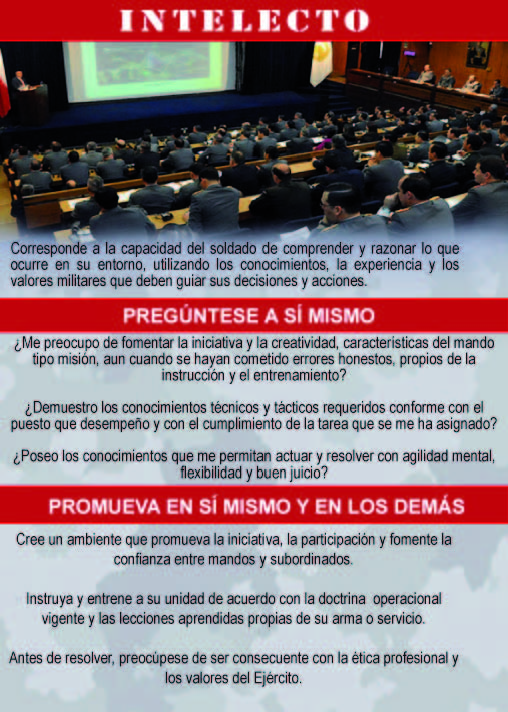 INTELECTO
Corresponde a la capacidad del soldado de comprender y razonar lo que
ocurre en su entorno, utilizando los conocimientos, la experiencia y los
valores militares que deben guiar sus decisiones y acciones.
PREGÚNTESE A SÍ MISMO
¿Me preocupo de fomentar la iniciativa y la creatividad, caracteristicas del mando
tipo misión, aun cuando se hayan cometido errores honestos, propios de la
instrucción y el entrenamiento?
¿Demuestro los conocimientos técnicos y tácticos requeridos conforme con el
puesto que desempeño y con el cumplimiento de la tarea que se me ha asignado?
¿Poseo los conocimientos que me permitan actuar y resolver con agilidad mental,
flexibilidad y buen juicio?
PROMUEVA EN SÍ MISMO Y EN LOS DEMÁS
Cree un ambiente que promueva la iniciativa, la participación y fomente la
confianza entre mandos y subordinados.
Instruya y entrene a su unidad de acuerdo con la doctrina operacional
vigente y las lecciones aprendidas propias de su arma o servicio.
Antes de resolver, preocúpese de ser consecuente con la ética profesional y
los valores del Ejército.